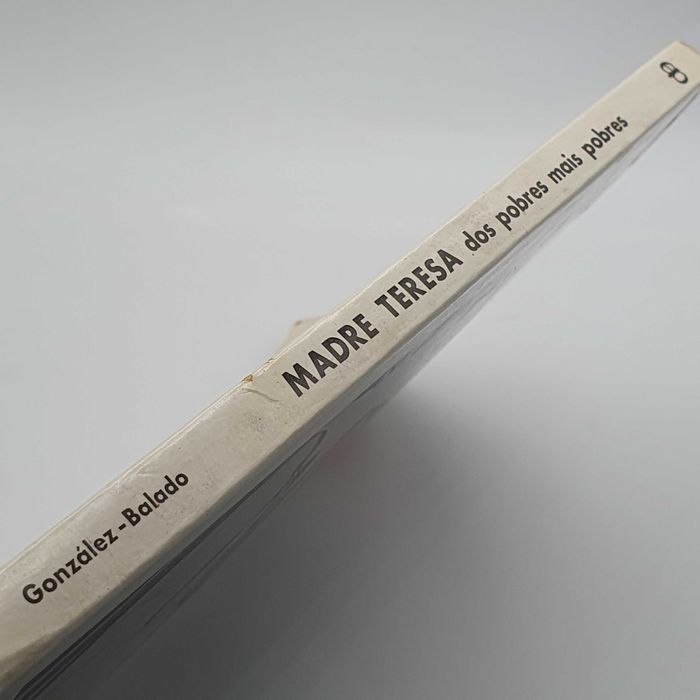 González-Balado
MADRE TERESA dos pobres mais pobres